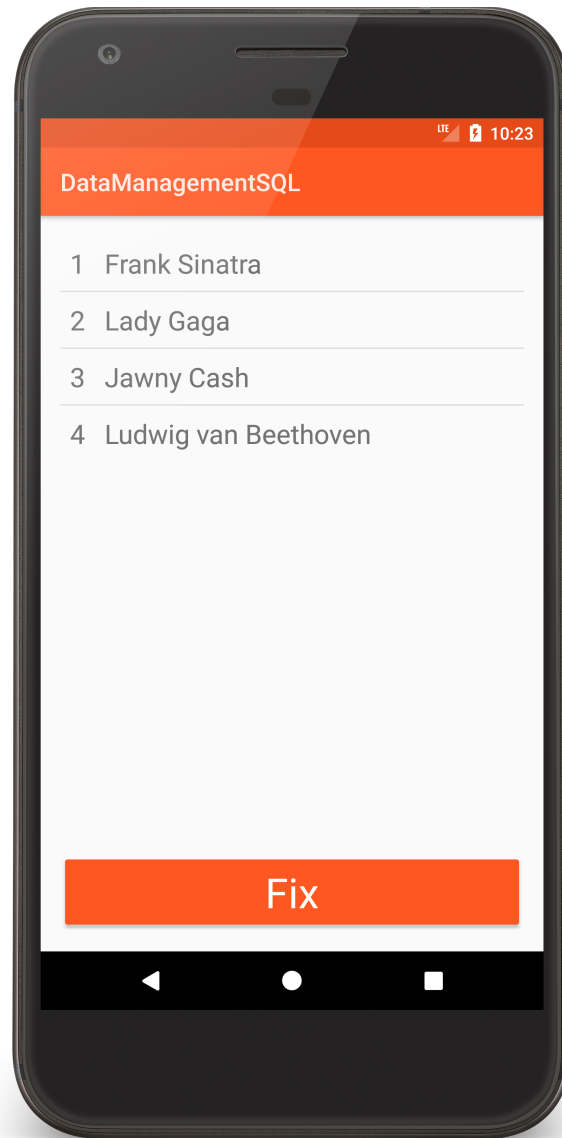 LTE 10:23
DataManagementSQL
1 Frank Sinatra
2 Lady Gaga
3 Jawny Cash
4 Ludwig van Beethoven
Fix